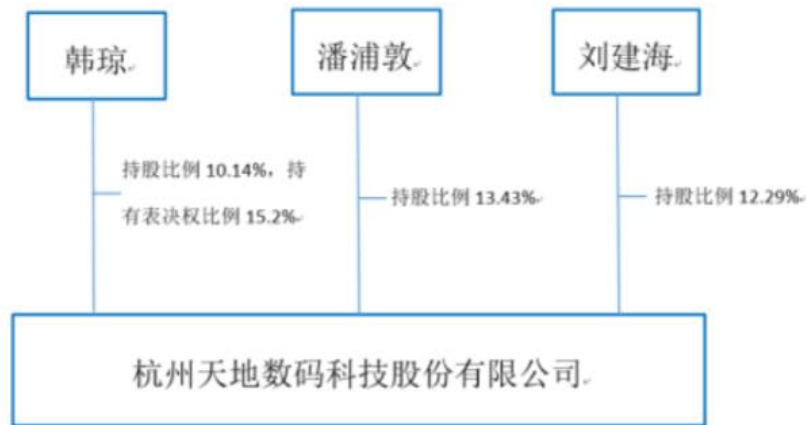 韩琼
潘浦敦
刘建海
持股比例 10.14%，持
有表决权比例 15.2%
持股比例 13.43%
持股比例 12.29%
杭州天地数码科技股份有限公司